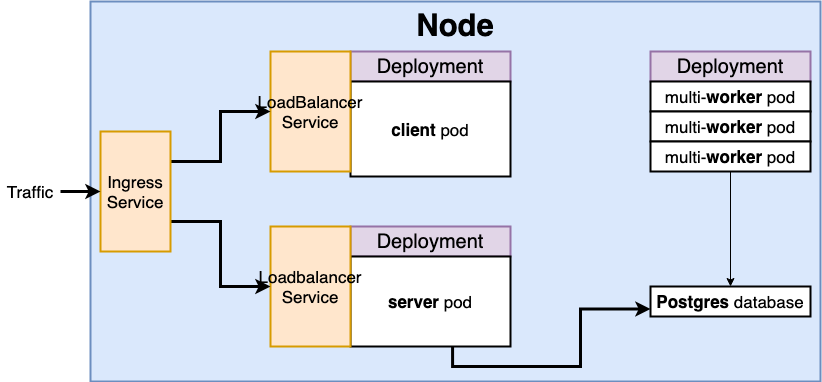 Node
Traffic
Ingress
Service
LoadBalancer
Service
Deployment
client pod
Loadbalancer
Service
Deployment
server pod
Deployment
multi-worker pod
multi-worker pod
multi-worker pod
Postgres database